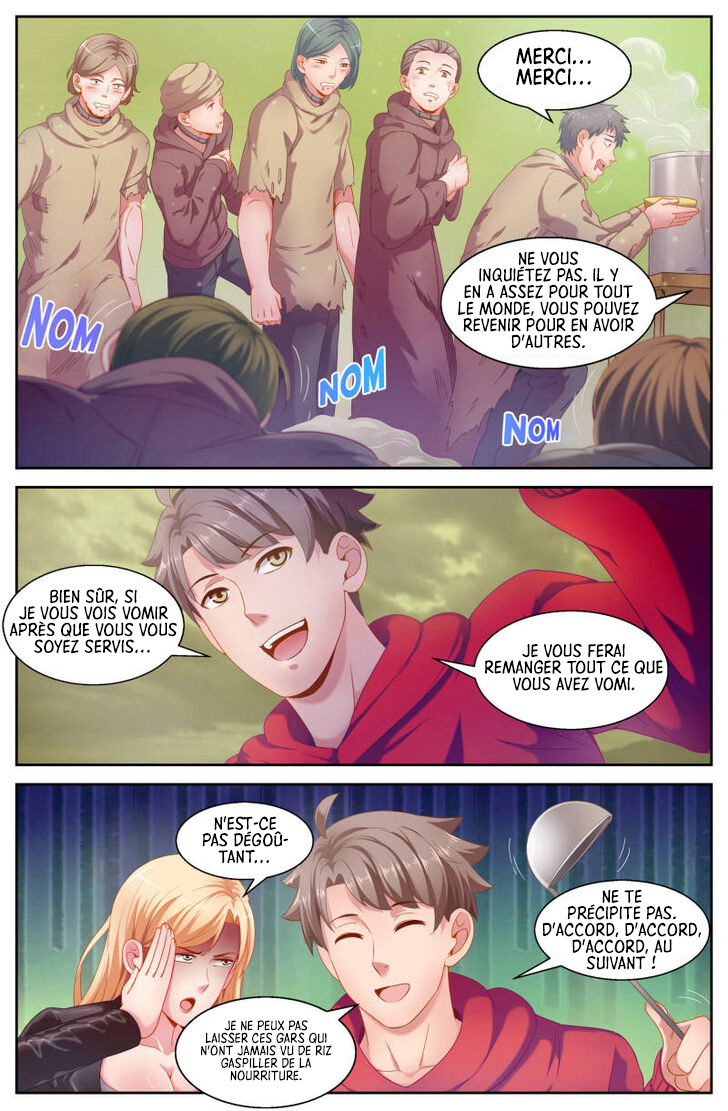 MERCI...
MERCI...
NE VOUS
INQUIÉTEZ PAS. IL Y
EN A ASSEZ POUR TOUT
LE MONDE, VOUS POUVEZ
REVENIR POUR EN AVOIR
D'AUTRES.
NOM
NOM
NOM
BIEN SÛR, SI
JE VOUS VOIS VOMIR
APRÈS QUE VOUS VOUS
SOYEZ SERVIS...
JE VOUS FERAI
REMANGER TOUT CE QUE
VOUS AVEZ VOMI.
N'EST-CE
PAS DÉGOÛ-
TANT...
NE TE
PRÉCIPITE PAS.
D'ACCORD, D'ACCORD,
D'ACCORD, AU
SUIVANT !
JE NE PEUX PAS
LAISSER CES GARS QUI
N'ONT JAMAIS VU DE RIZ
GASPILLER DE LA
NOURRITURE.